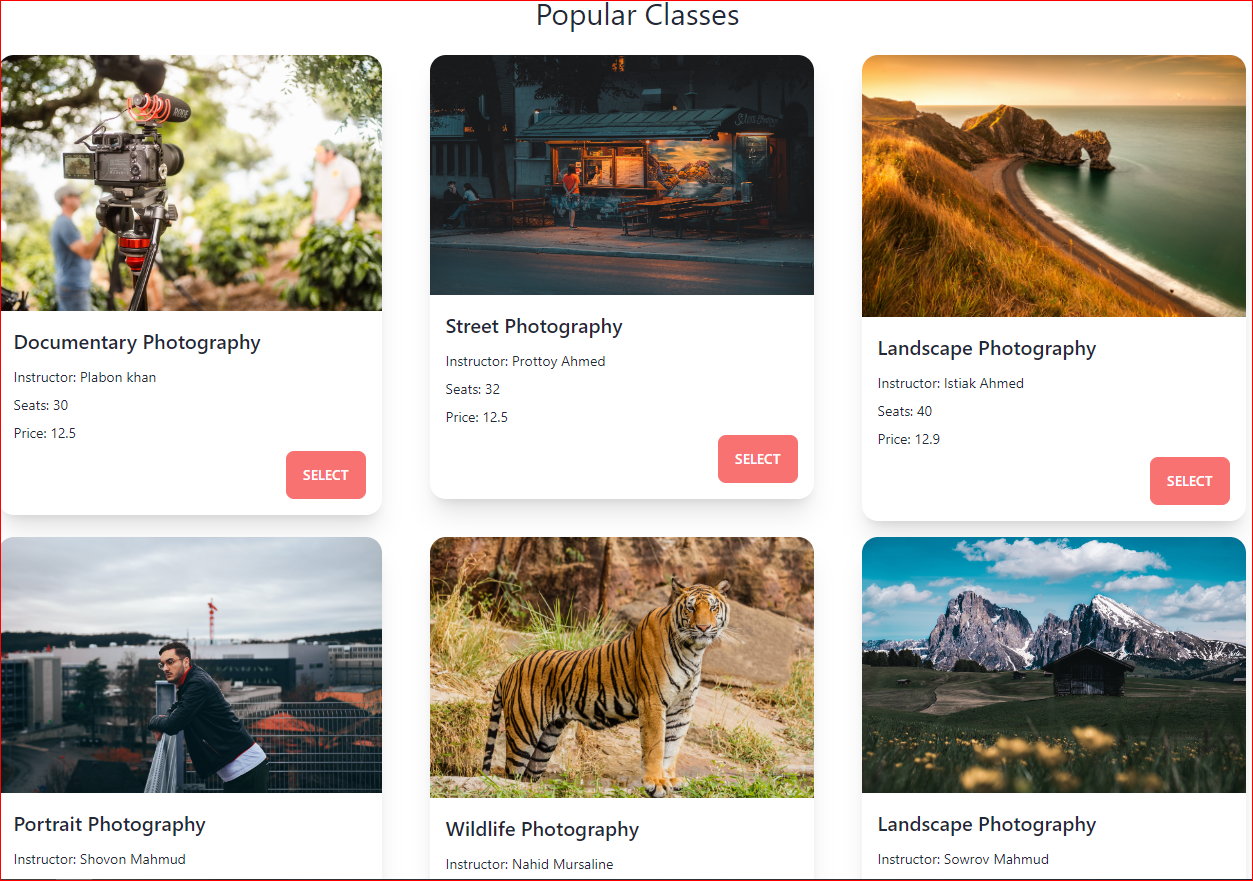 Popular Classes
RODE
Documentary Photography
Instructor: Plabon khan
Seats: 30
Price: 12.5
SELECT
Street Photography
Instructor: Prottoy Ahmed
Seats: 32
Price: 12.5
SELECT
Landscape Photography
Instructor: Istiak Ahmed
Seats: 40
Price: 12.9
SELECT
Portrait Photography
Instructor: Shovon Mahmud
Wildlife Photography
Instructor: Nahid Mursaline
Landscape Photography
Instructor: Sowrov Mahmud